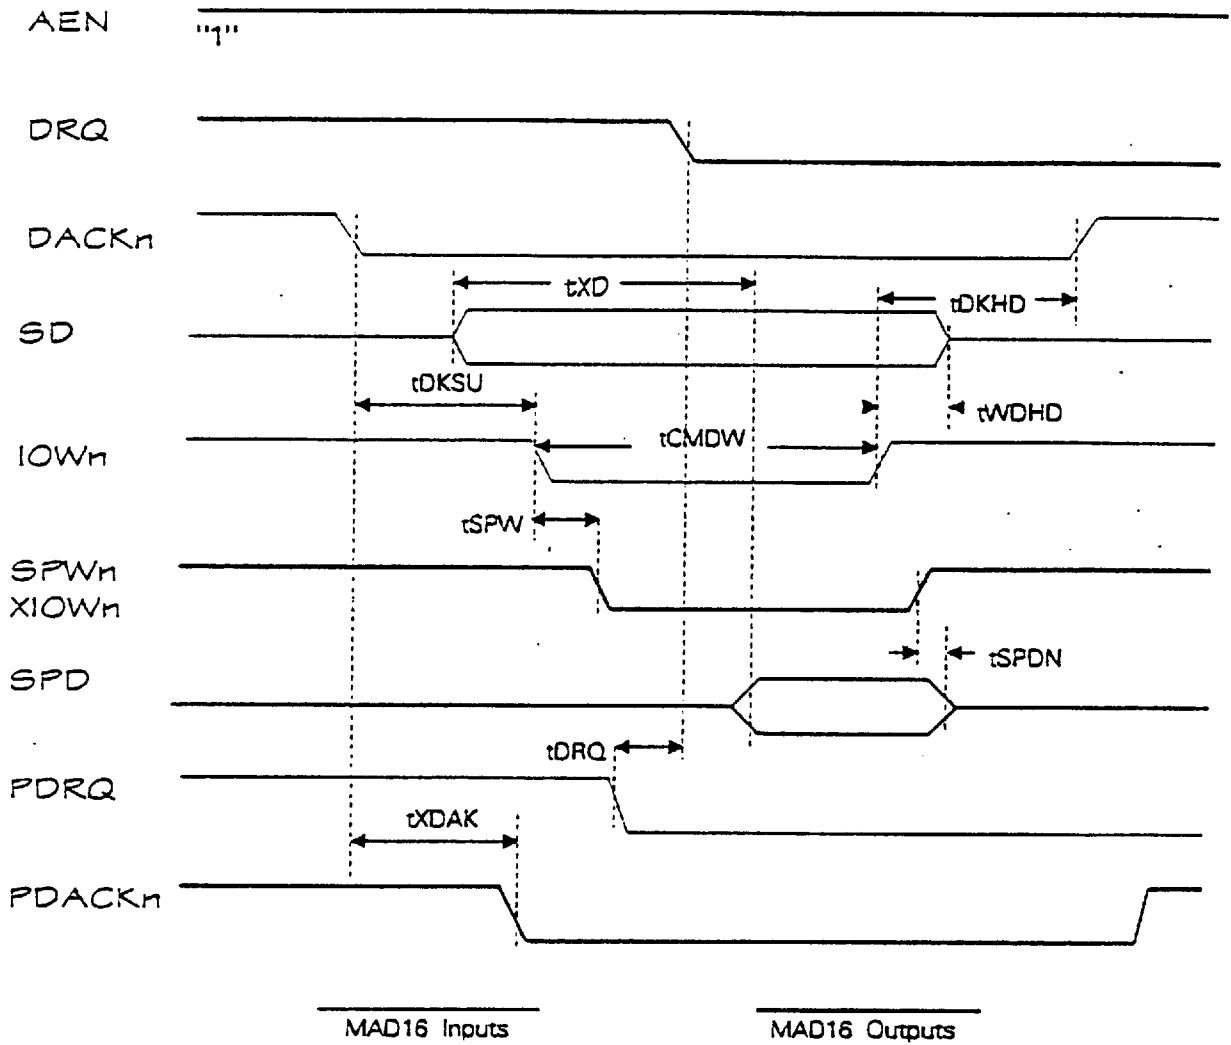 AEN
"1"
DRQ
DACKn
tXD
tDKHD
SD
tDKSU
tWDHD
tCMDW
IOWn
tSPW
SPWn
XIOWn
tSPDN
SPD
tDRQ
PDRQ
tXDAK
PDACKn
MAD16 Inputs
MAD16 Outputs